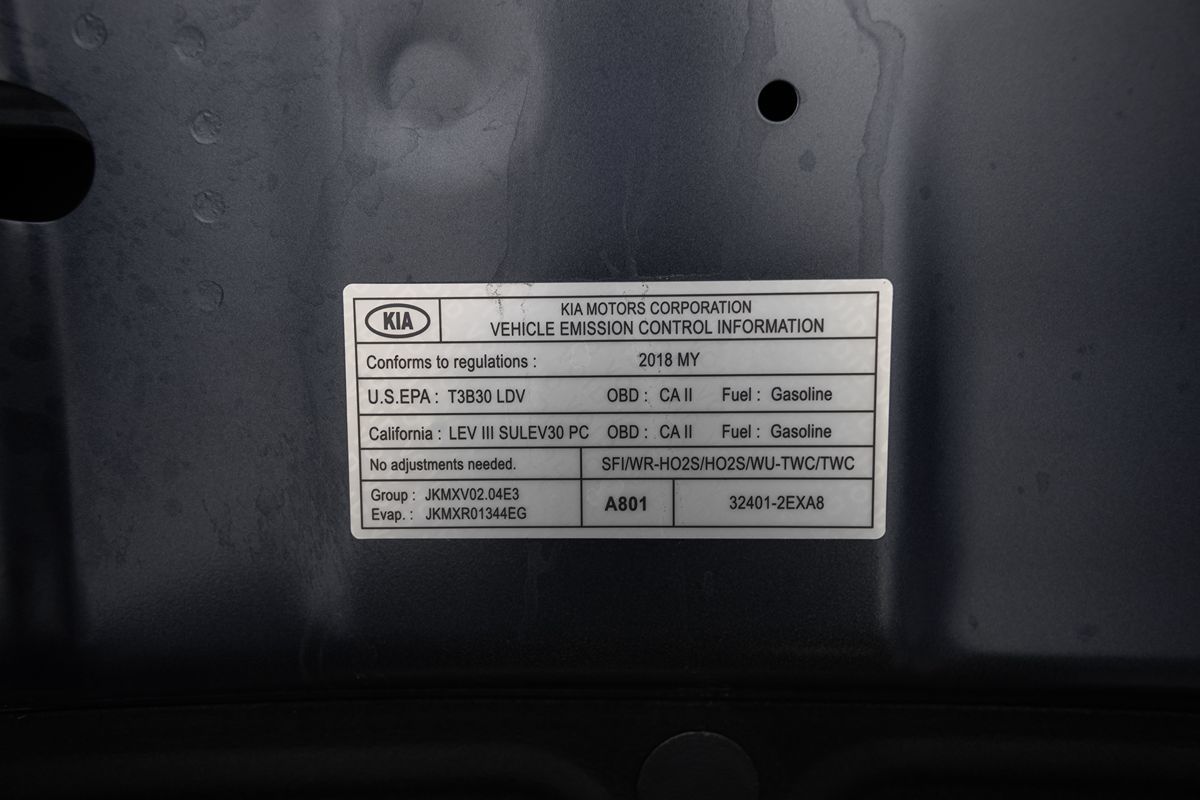 KIA
KIA MOTORS CORPORATION
VEHICLE EMISSION CONTROL INFORMATION
Conforms to regulations : 2018 MY
U.S.EPA : T3B30 LDV OBD : CA II Fuel : Gasoline
California : LEV III SULEV30 PC OBD : CA II Fuel : Gasoline
No adjustments needed. SFI/WR-HO2S/HO2S/WU-TWC/TWC
Group : JKMXV02.04E3
Evap. : JKMXR01344EG
A801
32401-2EXA8